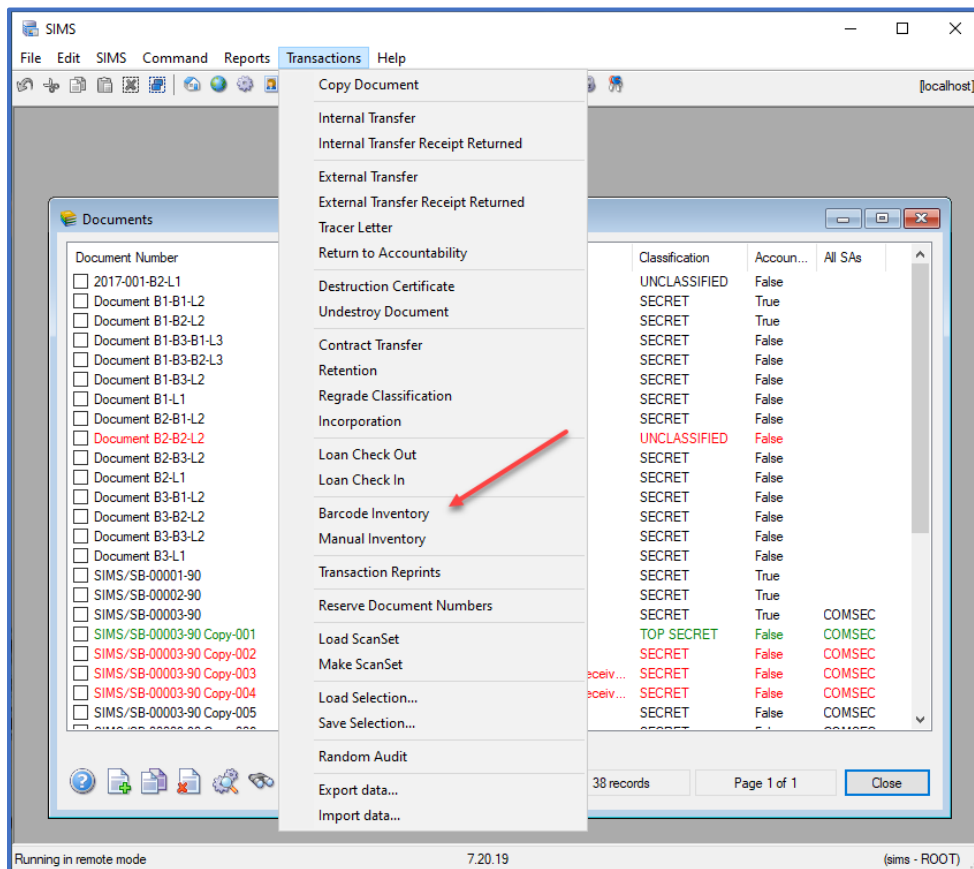 SIMS
File Edit SIMS Command Reports Transactions Help
[localhost]
Copy Document
Internal Transfer
Internal Transfer Receipt Returned
External Transfer
External Transfer Receipt Returned
Tracer Letter
Return to Accountability
Destruction Certificate
Undestroy Document
Contract Transfer
Retention
Regrade Classification
Incorporation
Loan Check Out
Loan Check In
Barcode Inventory
Manual Inventory
Transaction Reprints
Reserve Document Numbers
Load ScanSet
Make ScanSet
Load Selection...
Save Selection...
Random Audit
Export data...
Import data...
Documents
Document Number Classification Accoun... All SAs
2017-001-B2-L1 UNCLASSIFIED False
Document B1-B1-L2 SECRET True
Document B1-B2-L2 SECRET True
Document B1-B3-B1-L3 SECRET False
Document B1-B3-B2-L3 SECRET False
Document B1-B3-L2 SECRET False
Document B1-L1 SECRET False
Document B2-B1-L2 SECRET False
Document B2-B2-L2 UNCLASSIFIED False
Document B2-B3-L2 SECRET False
Document B2-L1 SECRET False
Document B3-B1-L2 SECRET False
Document B3-B2-L2 SECRET False
Document B3-B3-L2 SECRET False
Document B3-L1 SECRET False
SIMS/SB-00001-90 SECRET True
SIMS/SB-00002-90 SECRET True
SIMS/SB-00003-90 SECRET True COMSEC
SIMS/SB-00003-90 Copy-001 TOP SECRET False COMSEC
SIMS/SB-00003-90 Copy-002 SECRET False COMSEC
SIMS/SB-00003-90 Copy-003 eceiv... SECRET False COMSEC
SIMS/SB-00003-90 Copy-004 eceiv... SECRET False COMSEC
SIMS/SB-00003-90 Copy-005 SECRET False COMSEC
38 records Page 1 of 1 Close
Running in remote mode 7.20.19 (sims - ROOT)